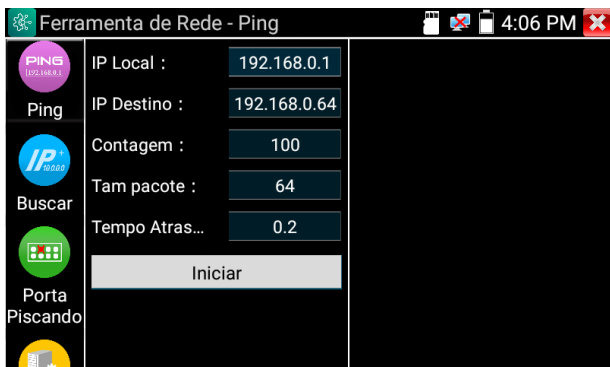 Ferramenta de Rede - Ping
4:06 PM
PING
192.168.0.1
Ping
IP Local :
192.168.0.1
IP Destino :
192.168.0.64
Contagem :
100
Tam pacote :
64
Tempo Atras...
0.2
Iniciar
IP+
10.0.0.0
Buscar
Porta
Piscando